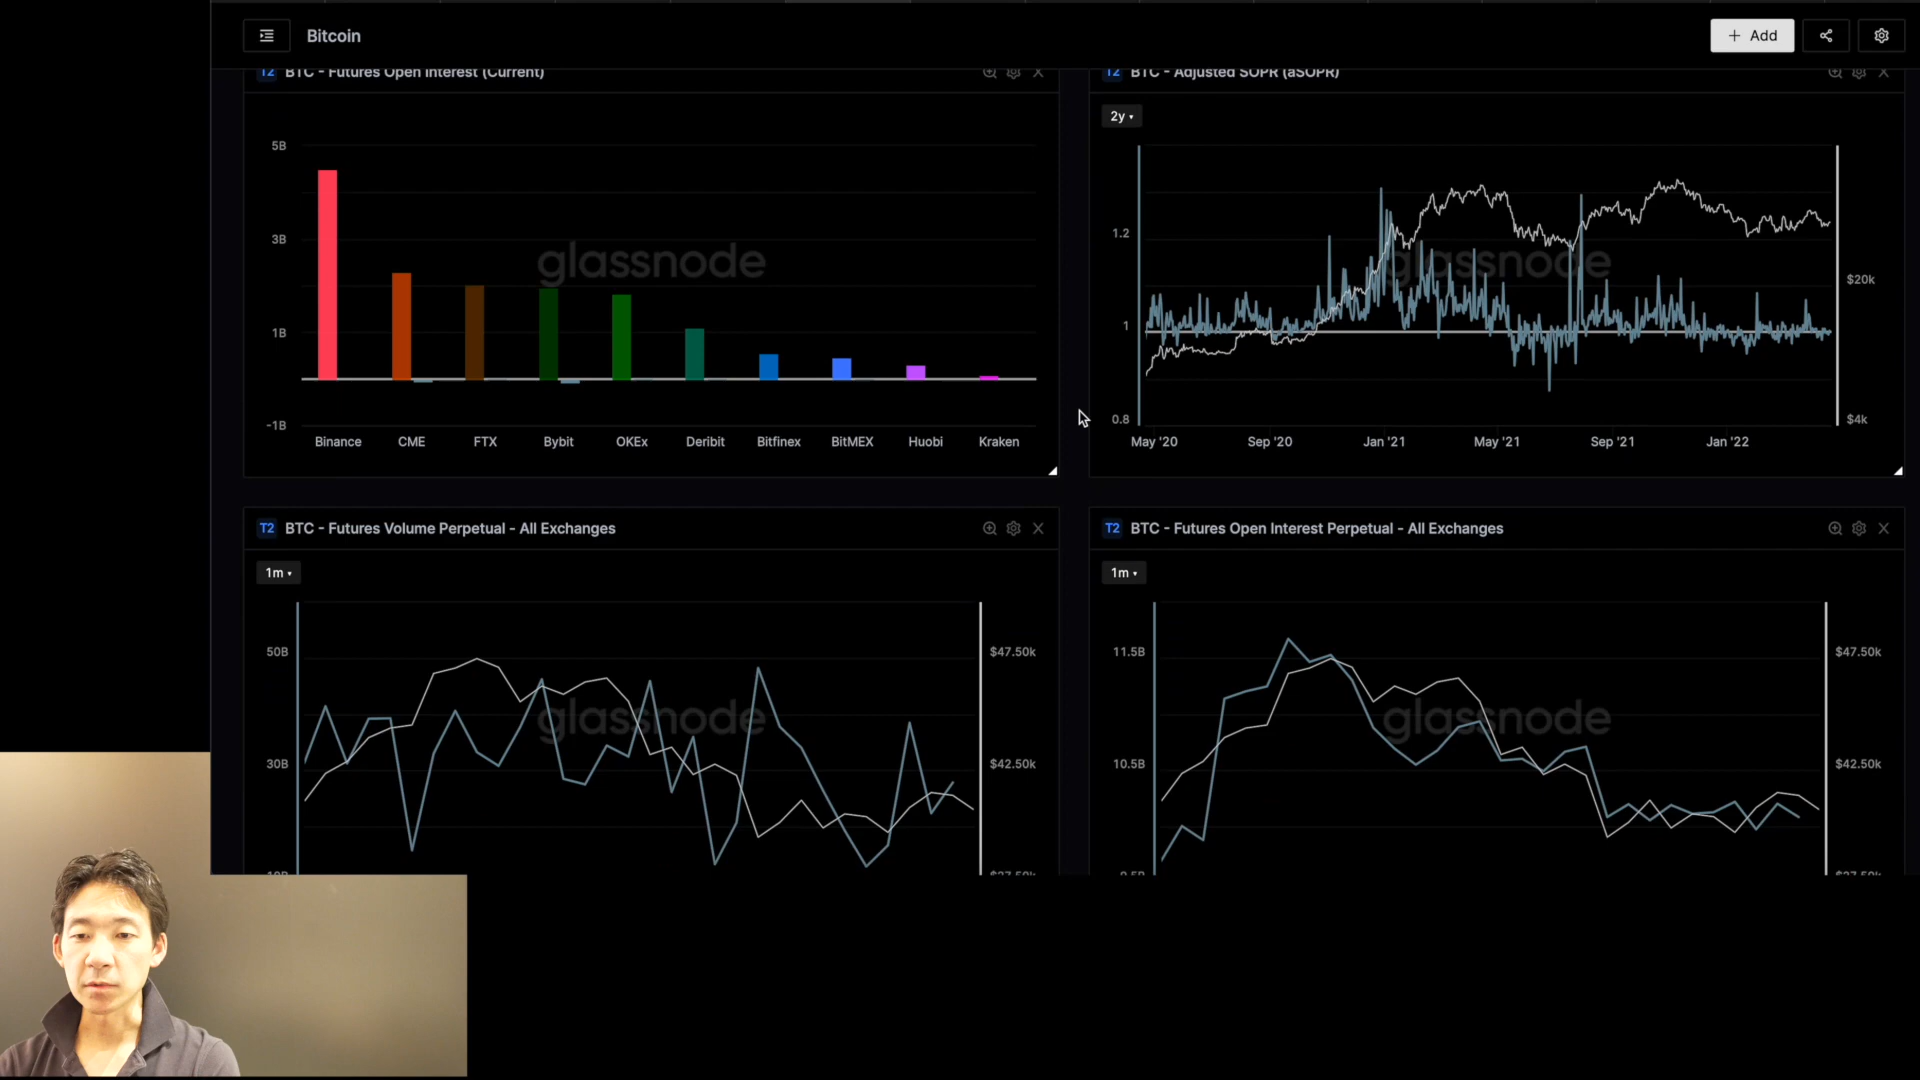 Bitcoin
+ Add
T2 BTC - Futures Open Interest (Current)
5B
3B
1B
-1B
glassnode
Binance CME FTX Bybit OKEx Deribit Bitfinex BitMEX Huobi Kraken
T2 BTC - Adjusted SOPR (aSOPR)
2y
1.2
1
0.8
$20k
$4k
glassnode
May '20 Sep '20 Jan '21 May '21 Sep '21 Jan '22
T2 BTC - Futures Volume Perpetual - All Exchanges
1m
50B
30B
$47.50k
$42.50k
glassnode
T2 BTC - Futures Open Interest Perpetual - All Exchanges
1m
11.5B
10.5B
$47.50k
$42.50k
glassnode